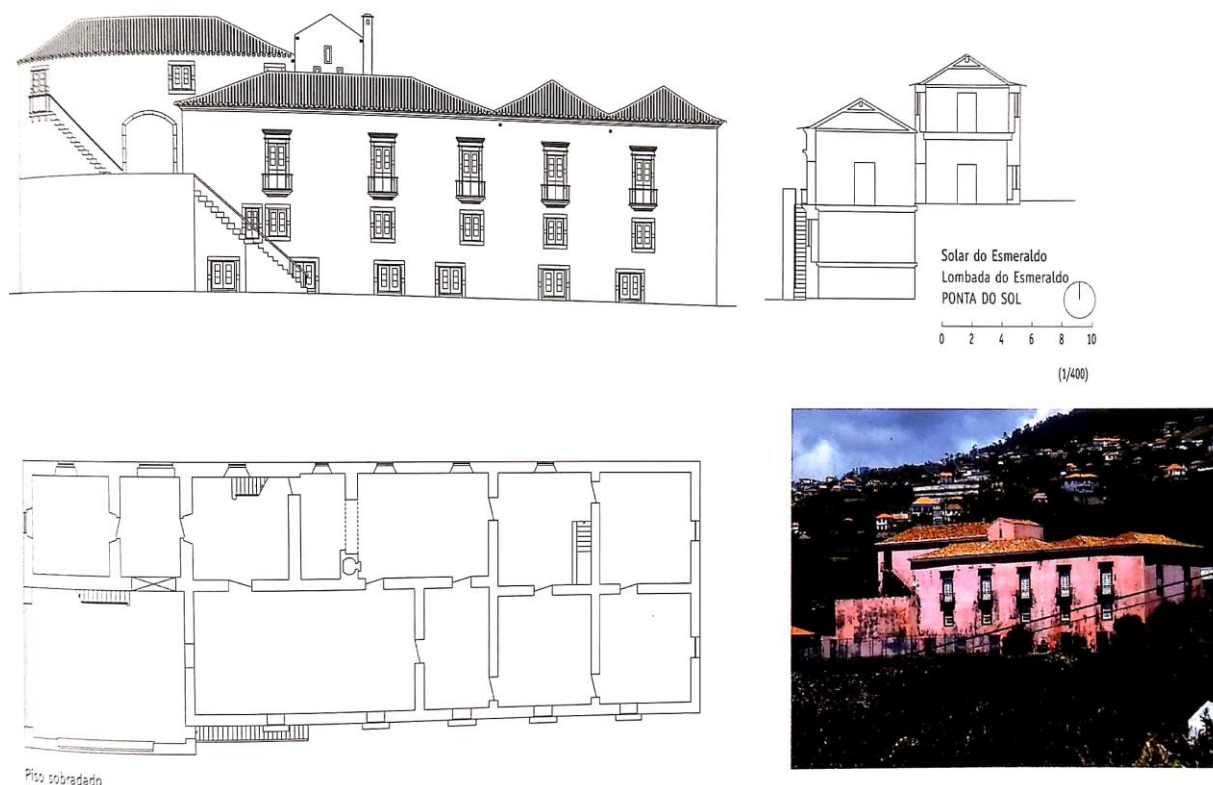 Solar do Esmeraldo
Lombada do Esmeraldo
PONTA DO SOL
0 2 4 6 8 10
(1/400)
Piso sobradado